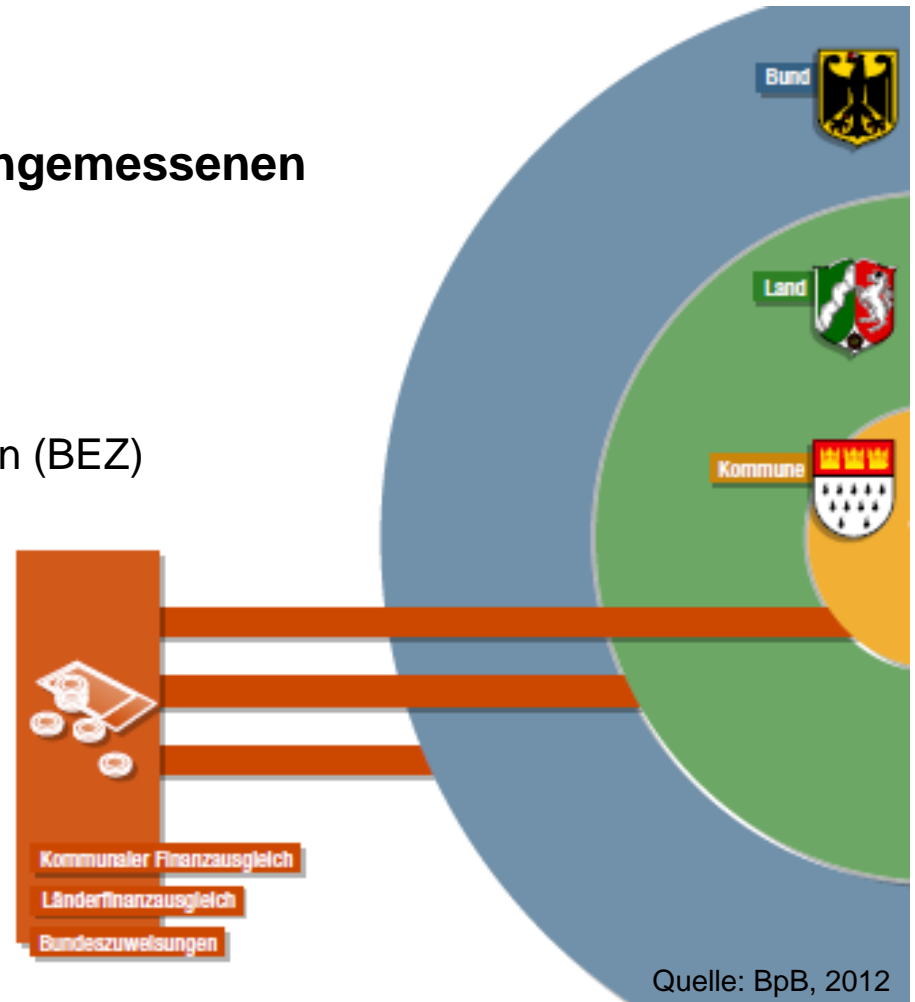 Bund
ngemessenen
Land
n (BEZ)
Kommune
Kommunaler Finanzausgleich
Länderfinanzausgleich
Bundeszuweisungen
Quelle: BpB, 2012